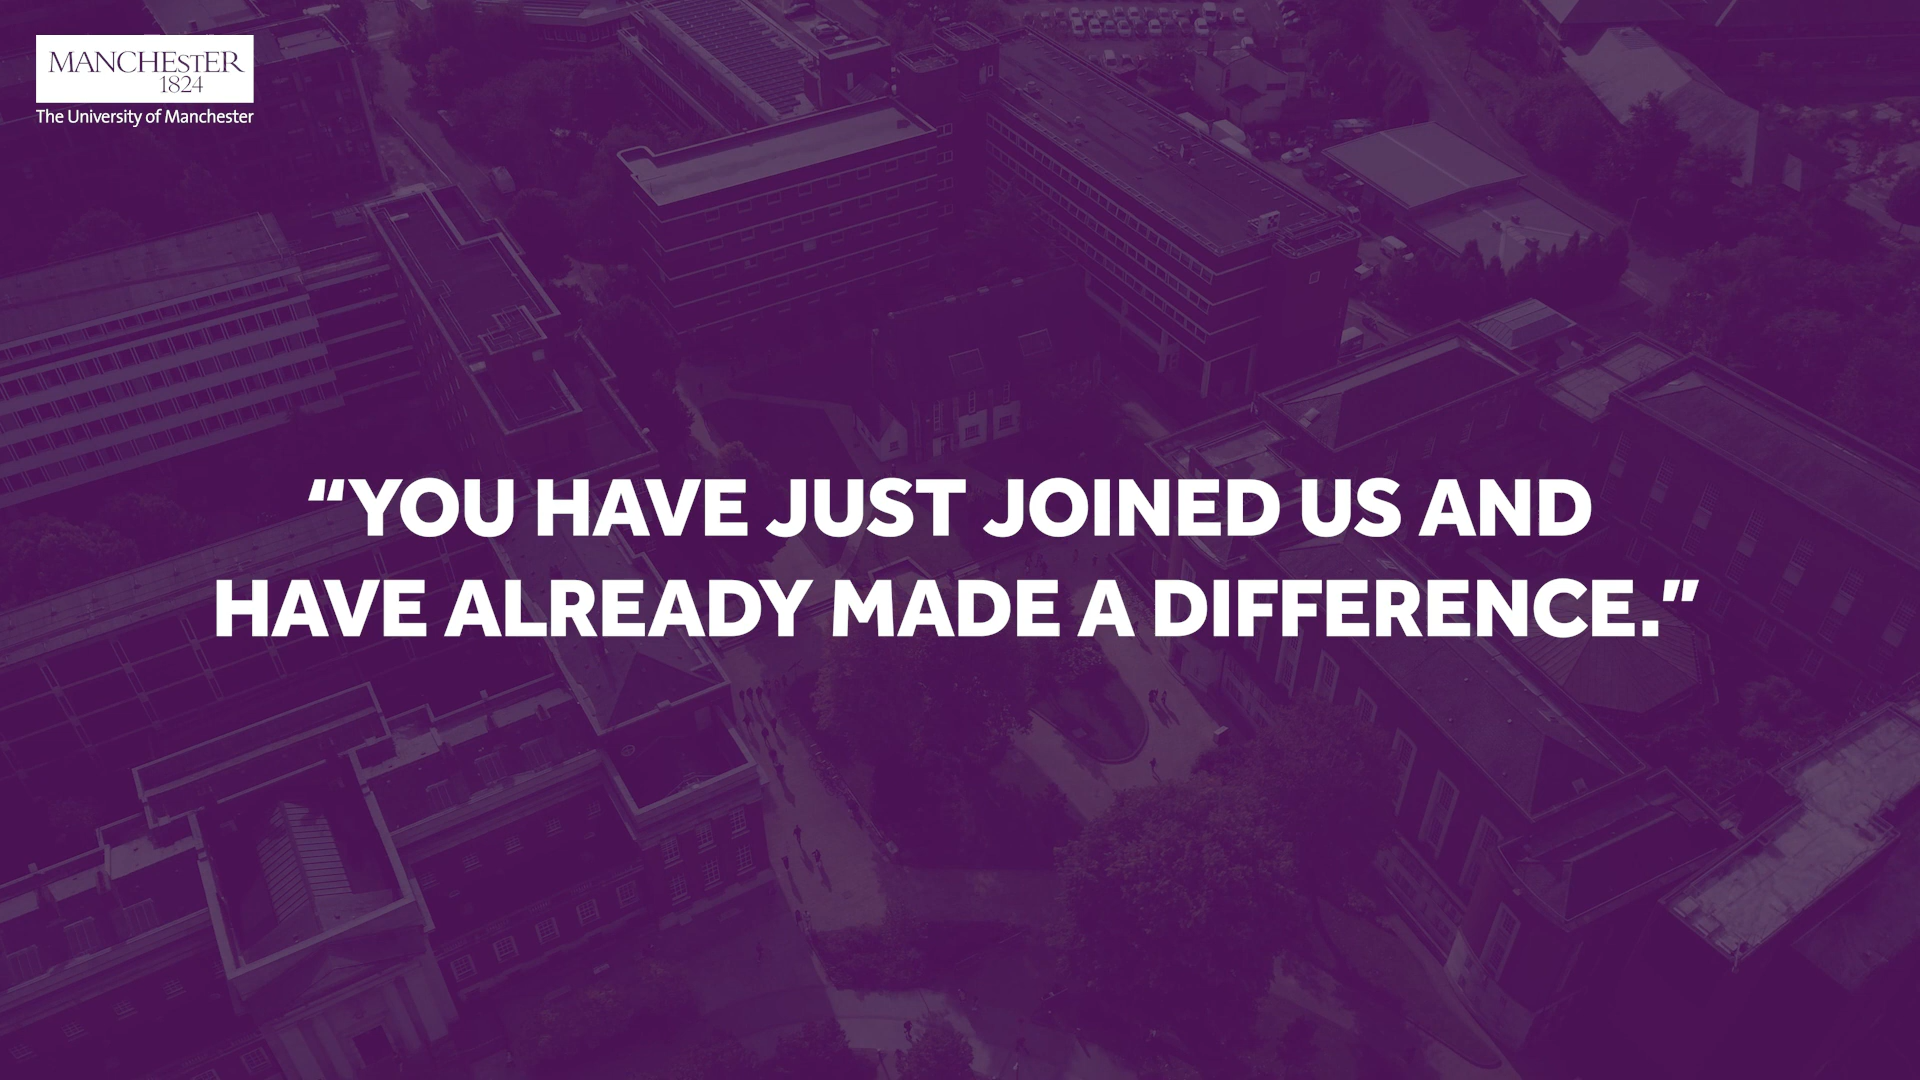 MANCHESTER
1824
The University of Manchester
“YOU HAVE JUST JOINED US AND
HAVE ALREADY MADE A DIFFERENCE.”